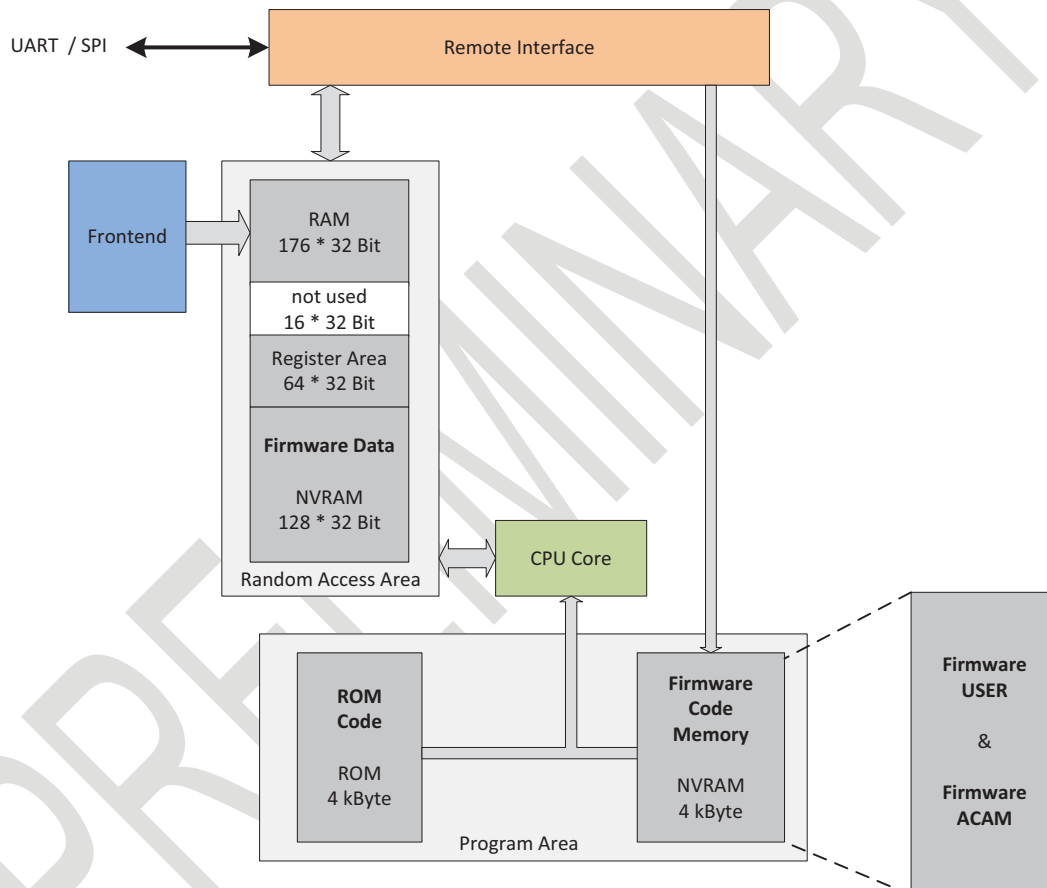 UART / SPI
Remote Interface
Frontend
RAM
176 * 32 Bit
not used
16 * 32 Bit
Register Area
64 * 32 Bit
Firmware Data
NVRAM
128 * 32 Bit
Random Access Area
CPU Core
ROM
Code
ROM
4 kByte
Firmware
Code
Memory
NVRAM
4 kByte
Program Area
Firmware
USER
&
Firmware
ACAM
PRELIMINARY